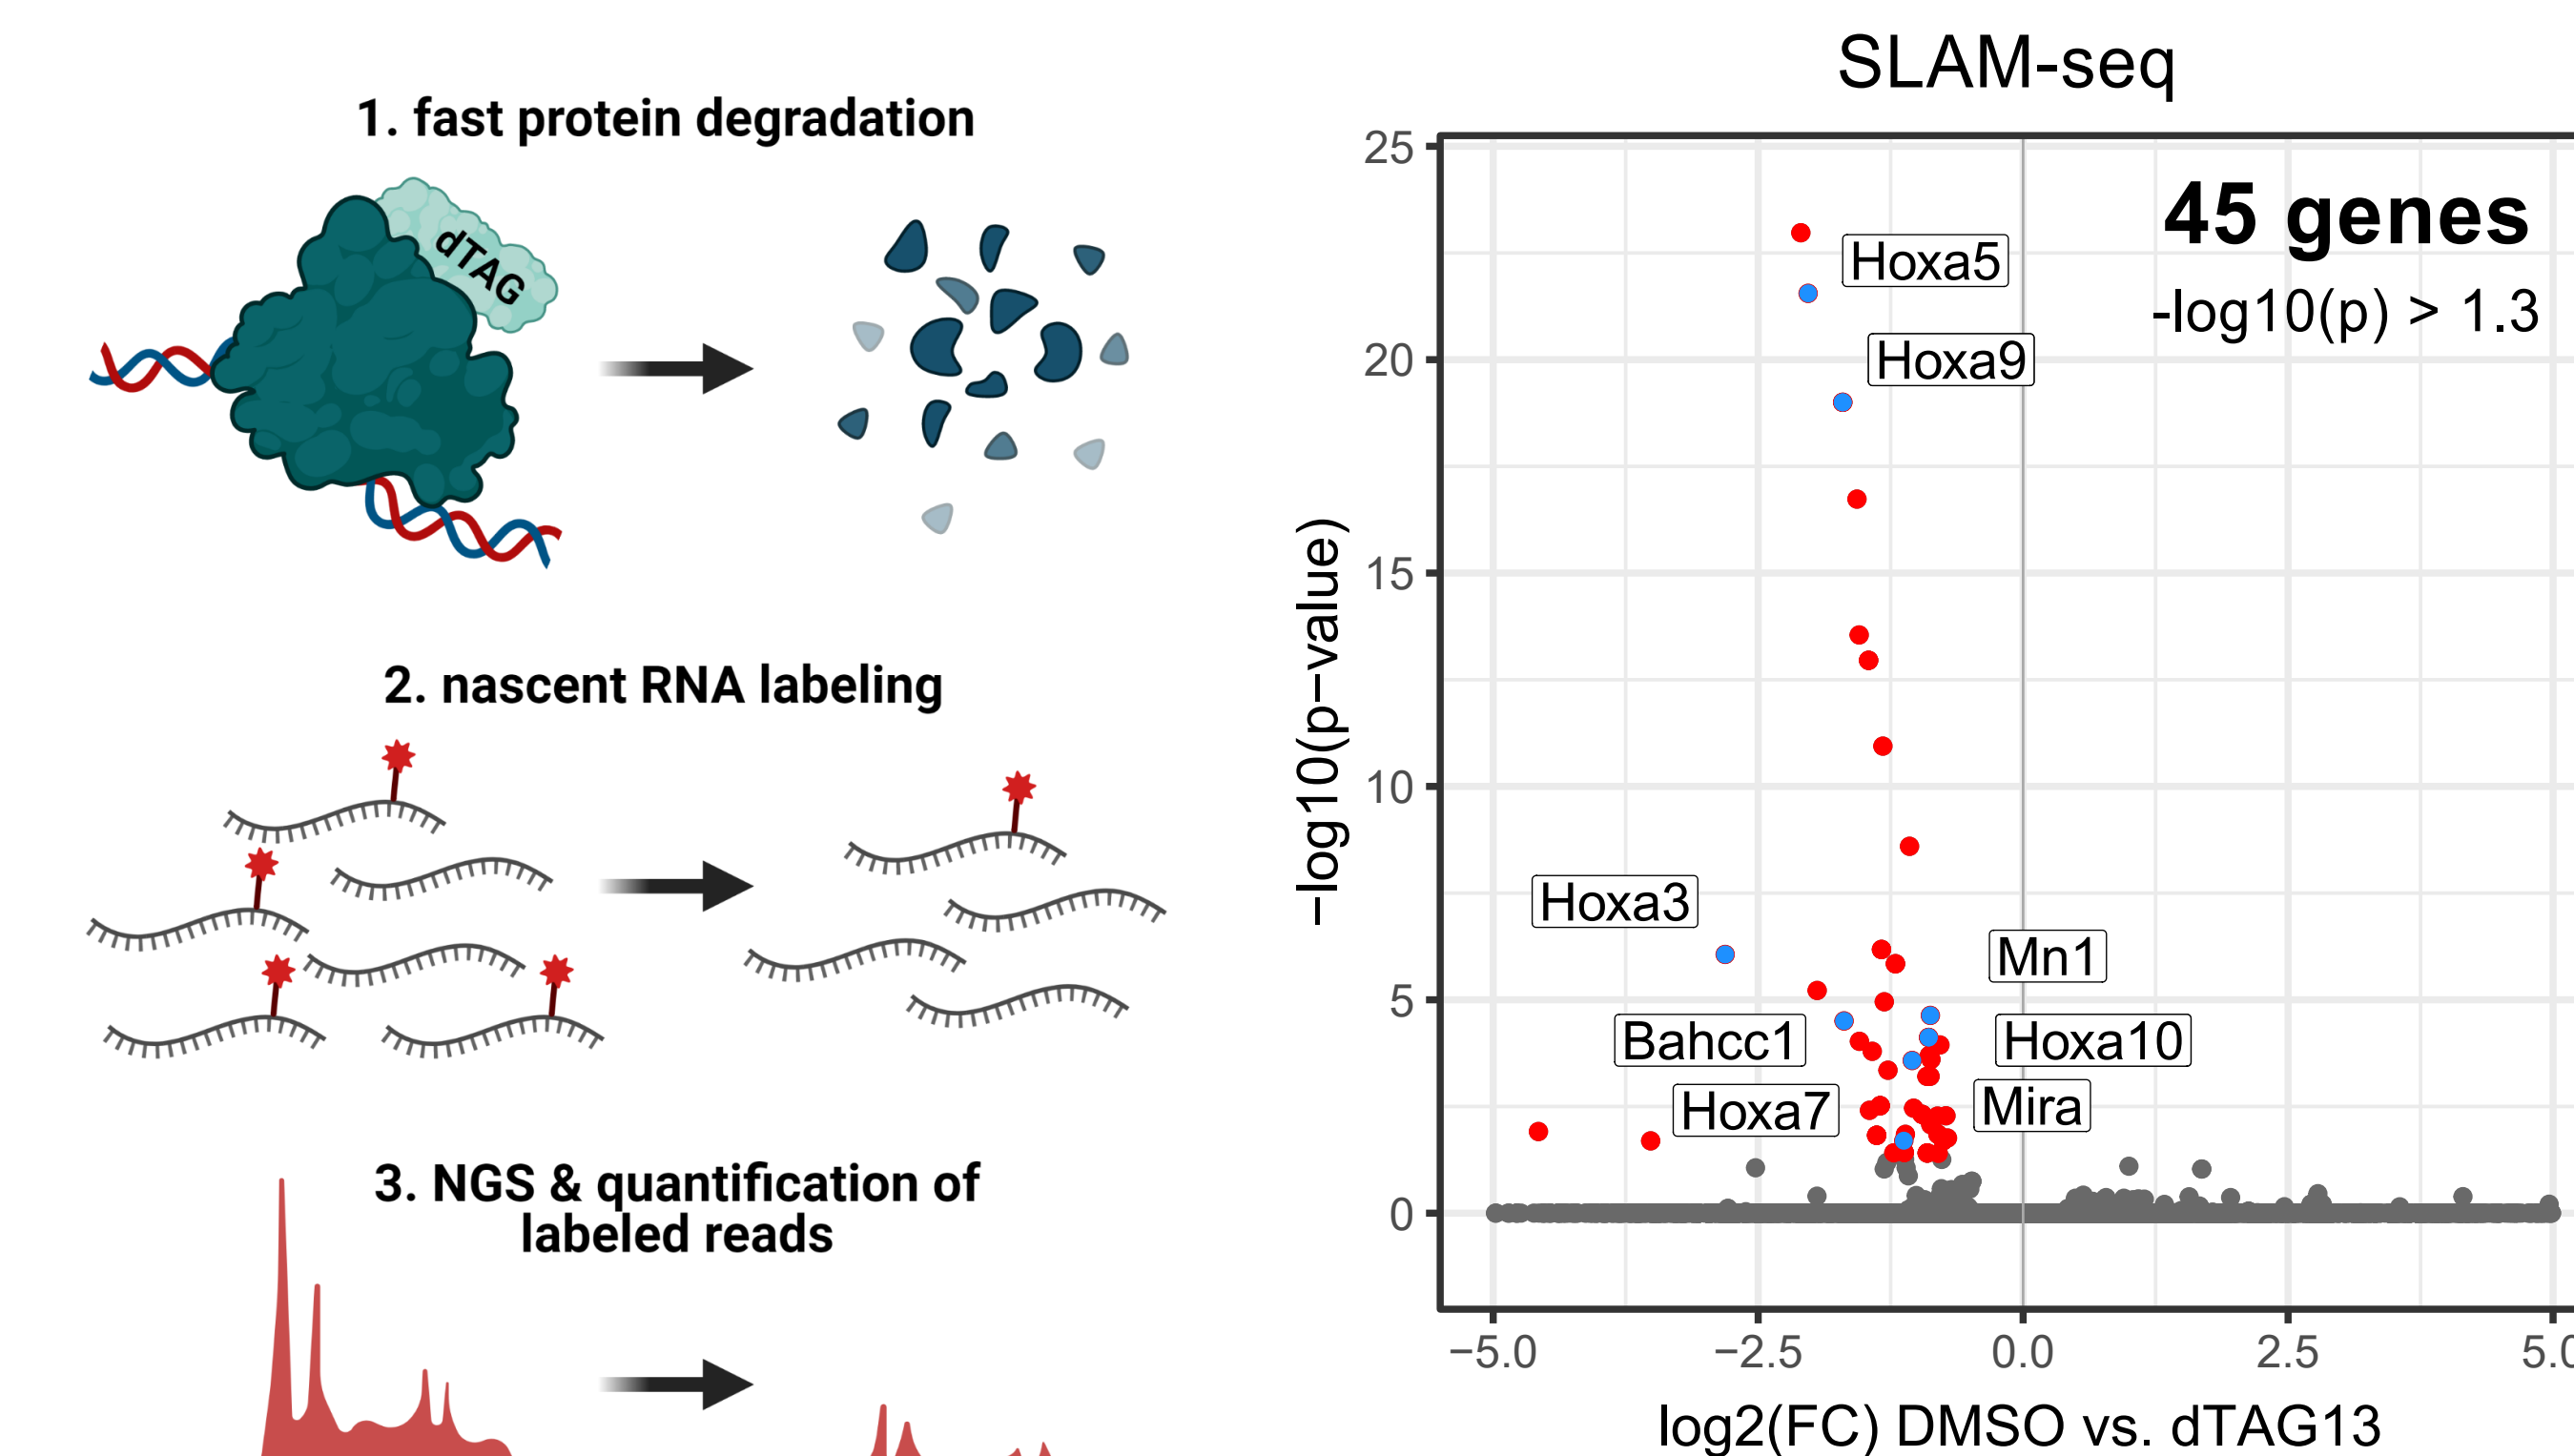 1. fast protein degradation
dTAG
2. nascent RNA labeling
3. NGS & quantification of
labeled reads
SLAM-seq
45 genes
-log10(p) > 1.3
−log10(p−value)
25
20
15
10
5
0
Hoxa5
Hoxa9
Hoxa3
Mn1
Bahcc1
Hoxa10
Hoxa7
Mira
−5.0
−2.5
0.0
2.5
5.0
log2(FC) DMSO vs. dTAG13